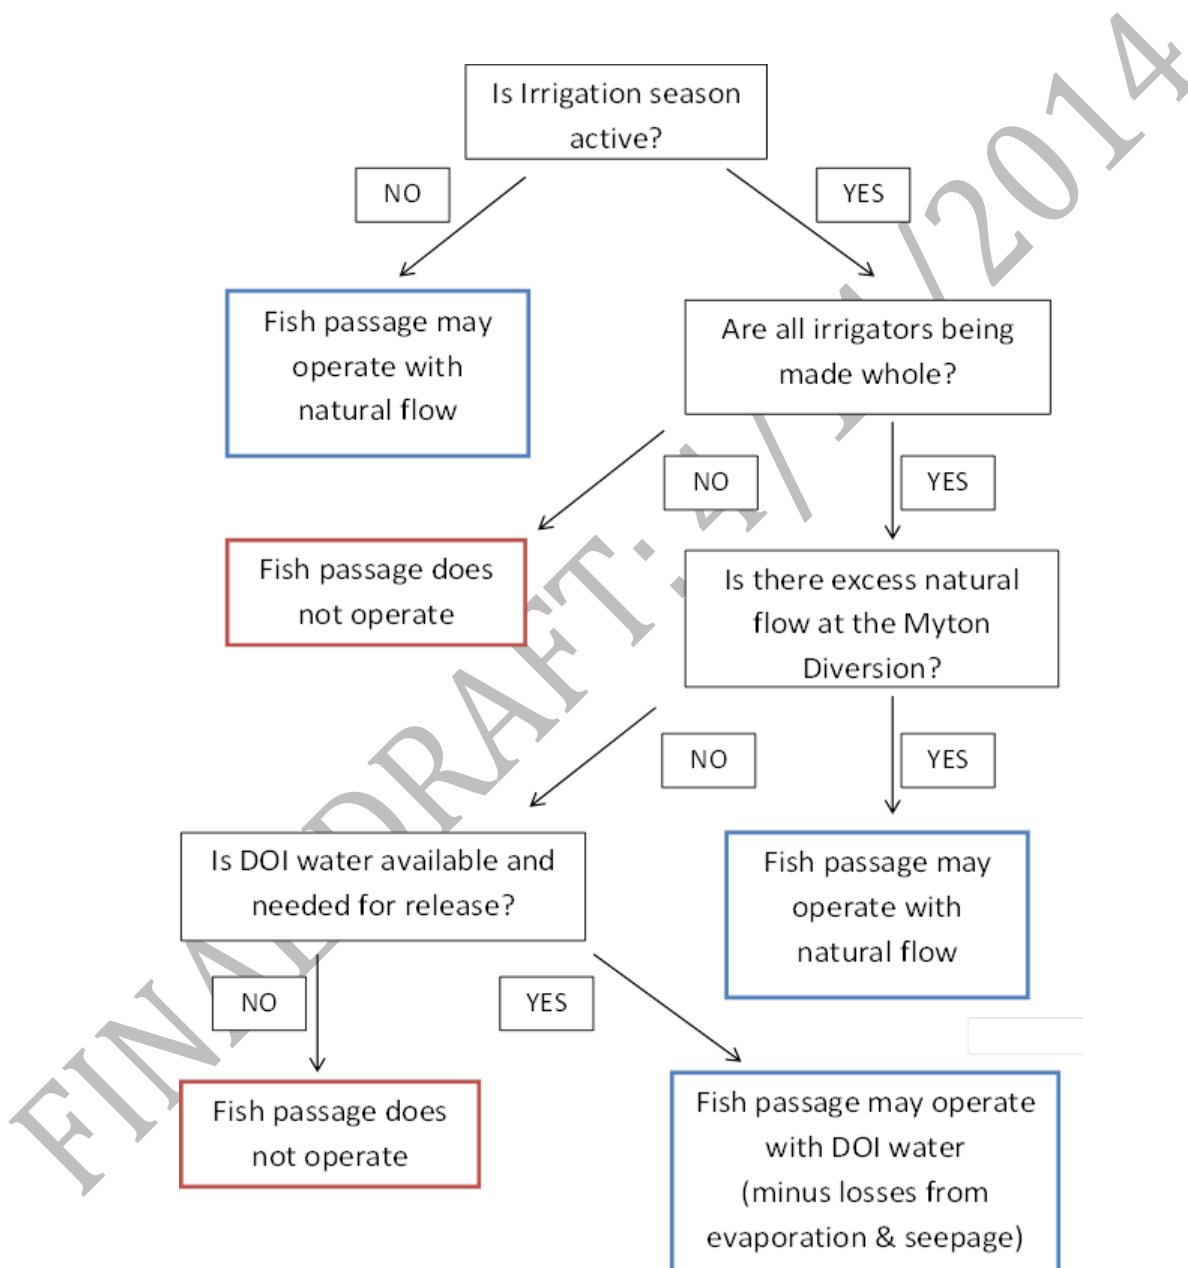 Is Irrigation season
active?
NO
YES
Fish passage may
operate with
natural flow
Are all irrigators being
made whole?
NO
YES
Fish passage does
not operate
Is there excess natural
flow at the Myton
Diversion?
NO
YES
Is DOI water available and
needed for release?
Fish passage may
operate with
natural flow
NO
YES
Fish passage does
not operate
Fish passage may operate
with DOI water
(minus losses from
evaporation & seepage)
FINAL DRAFT: